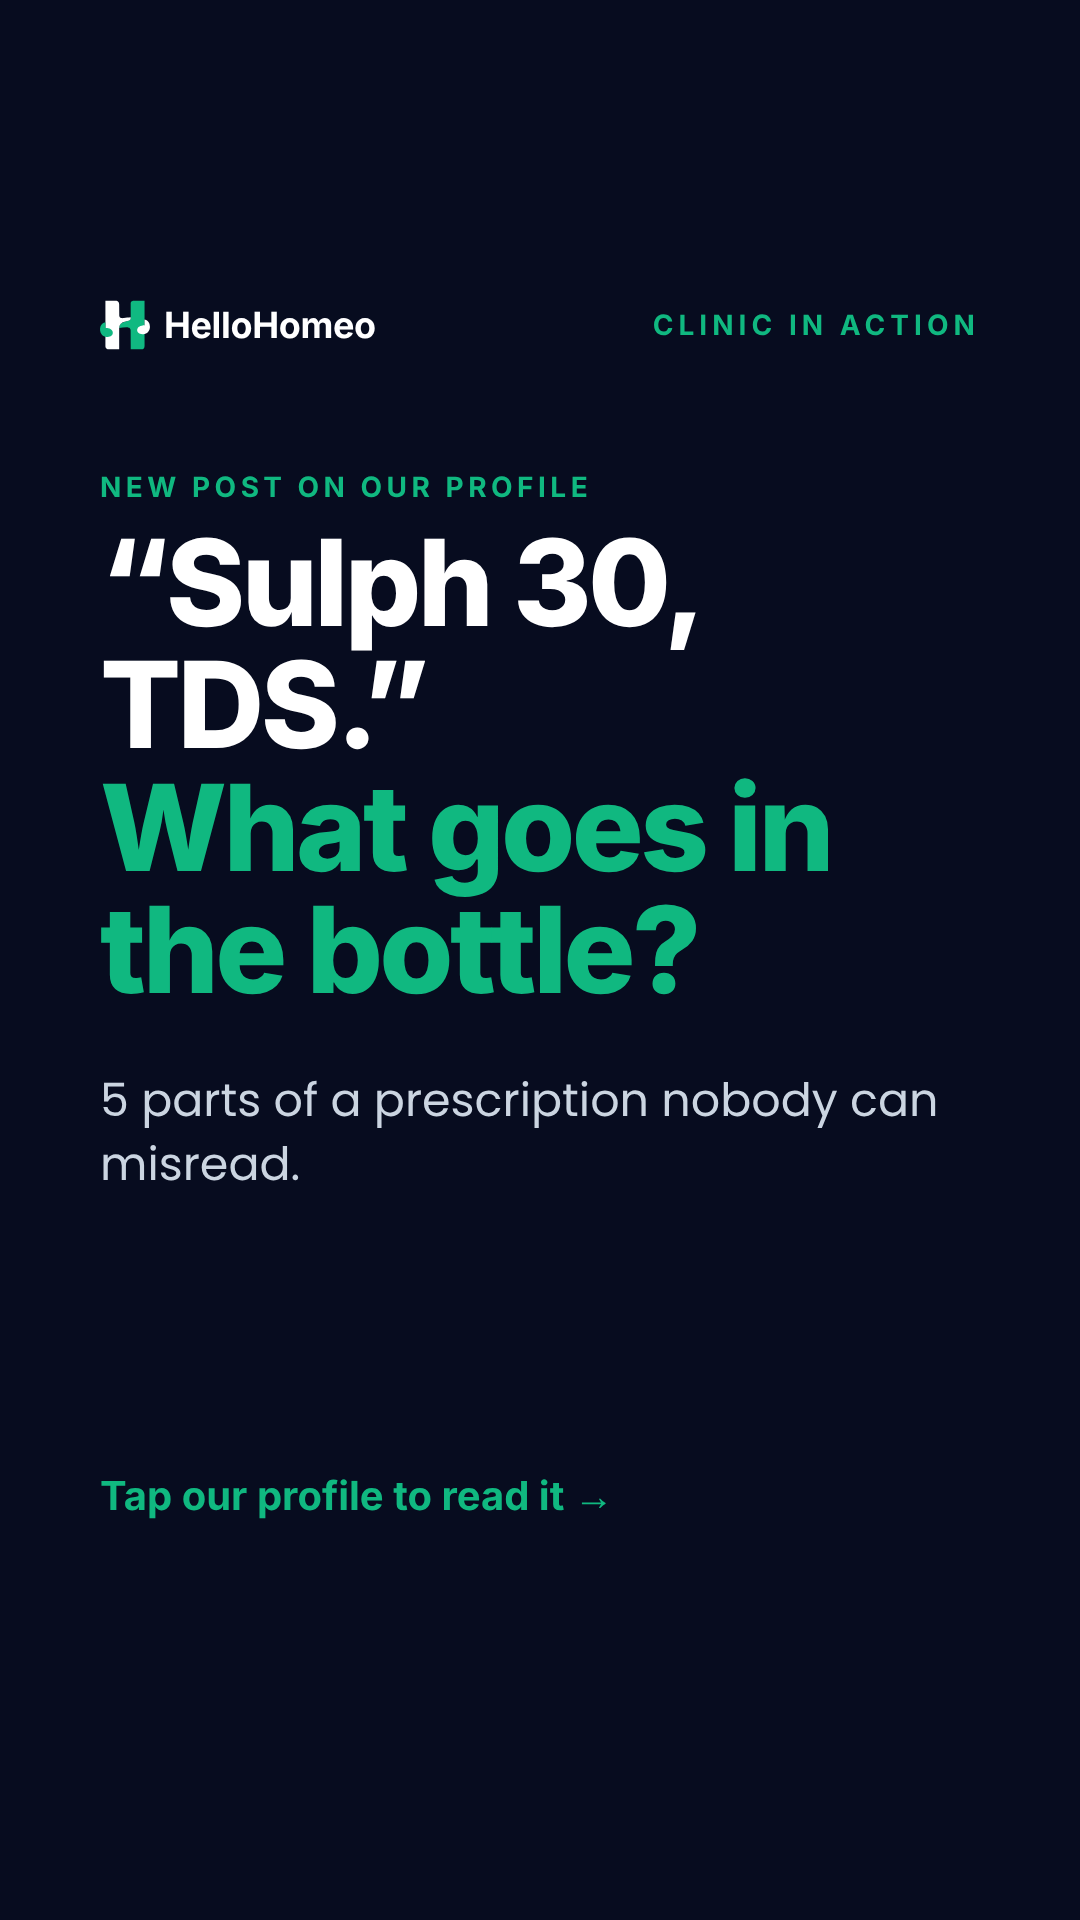 HelloHomeo
CLINIC IN ACTION
NEW POST ON OUR PROFILE
“Sulph 30,
TDS.”
What goes in
the bottle?
5 parts of a prescription nobody can
misread.
Tap our profile to read it →